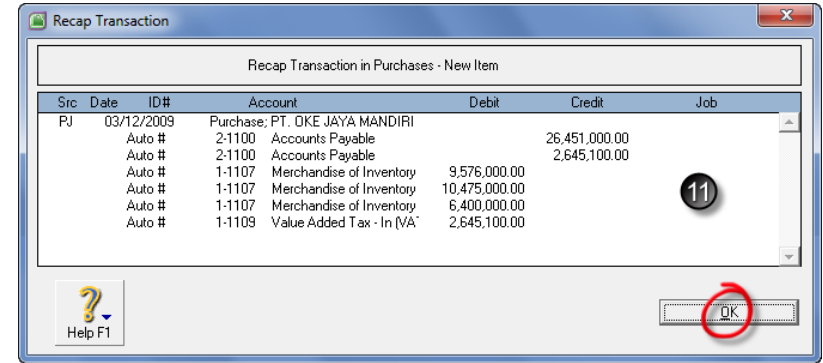 Recap Transaction
Recap Transaction in Purchases - New Item
Src Date ID# Account Debit Credit Job
PJ 03/12/2009 Purchase; PT. OKE JAYA MANDIRI
Auto # 2-1100 Accounts Payable 26,451,000.00
Auto # 2-1100 Accounts Payable 2,645,100.00
Auto # 1-1107 Merchandise of Inventory 9,576,000.00
Auto # 1-1107 Merchandise of Inventory 10,475,000.00
Auto # 1-1107 Merchandise of Inventory 6,400,000.00
Auto # 1-1109 Value Added Tax - In (VA 2,645,100.00
11
Help F1
OK